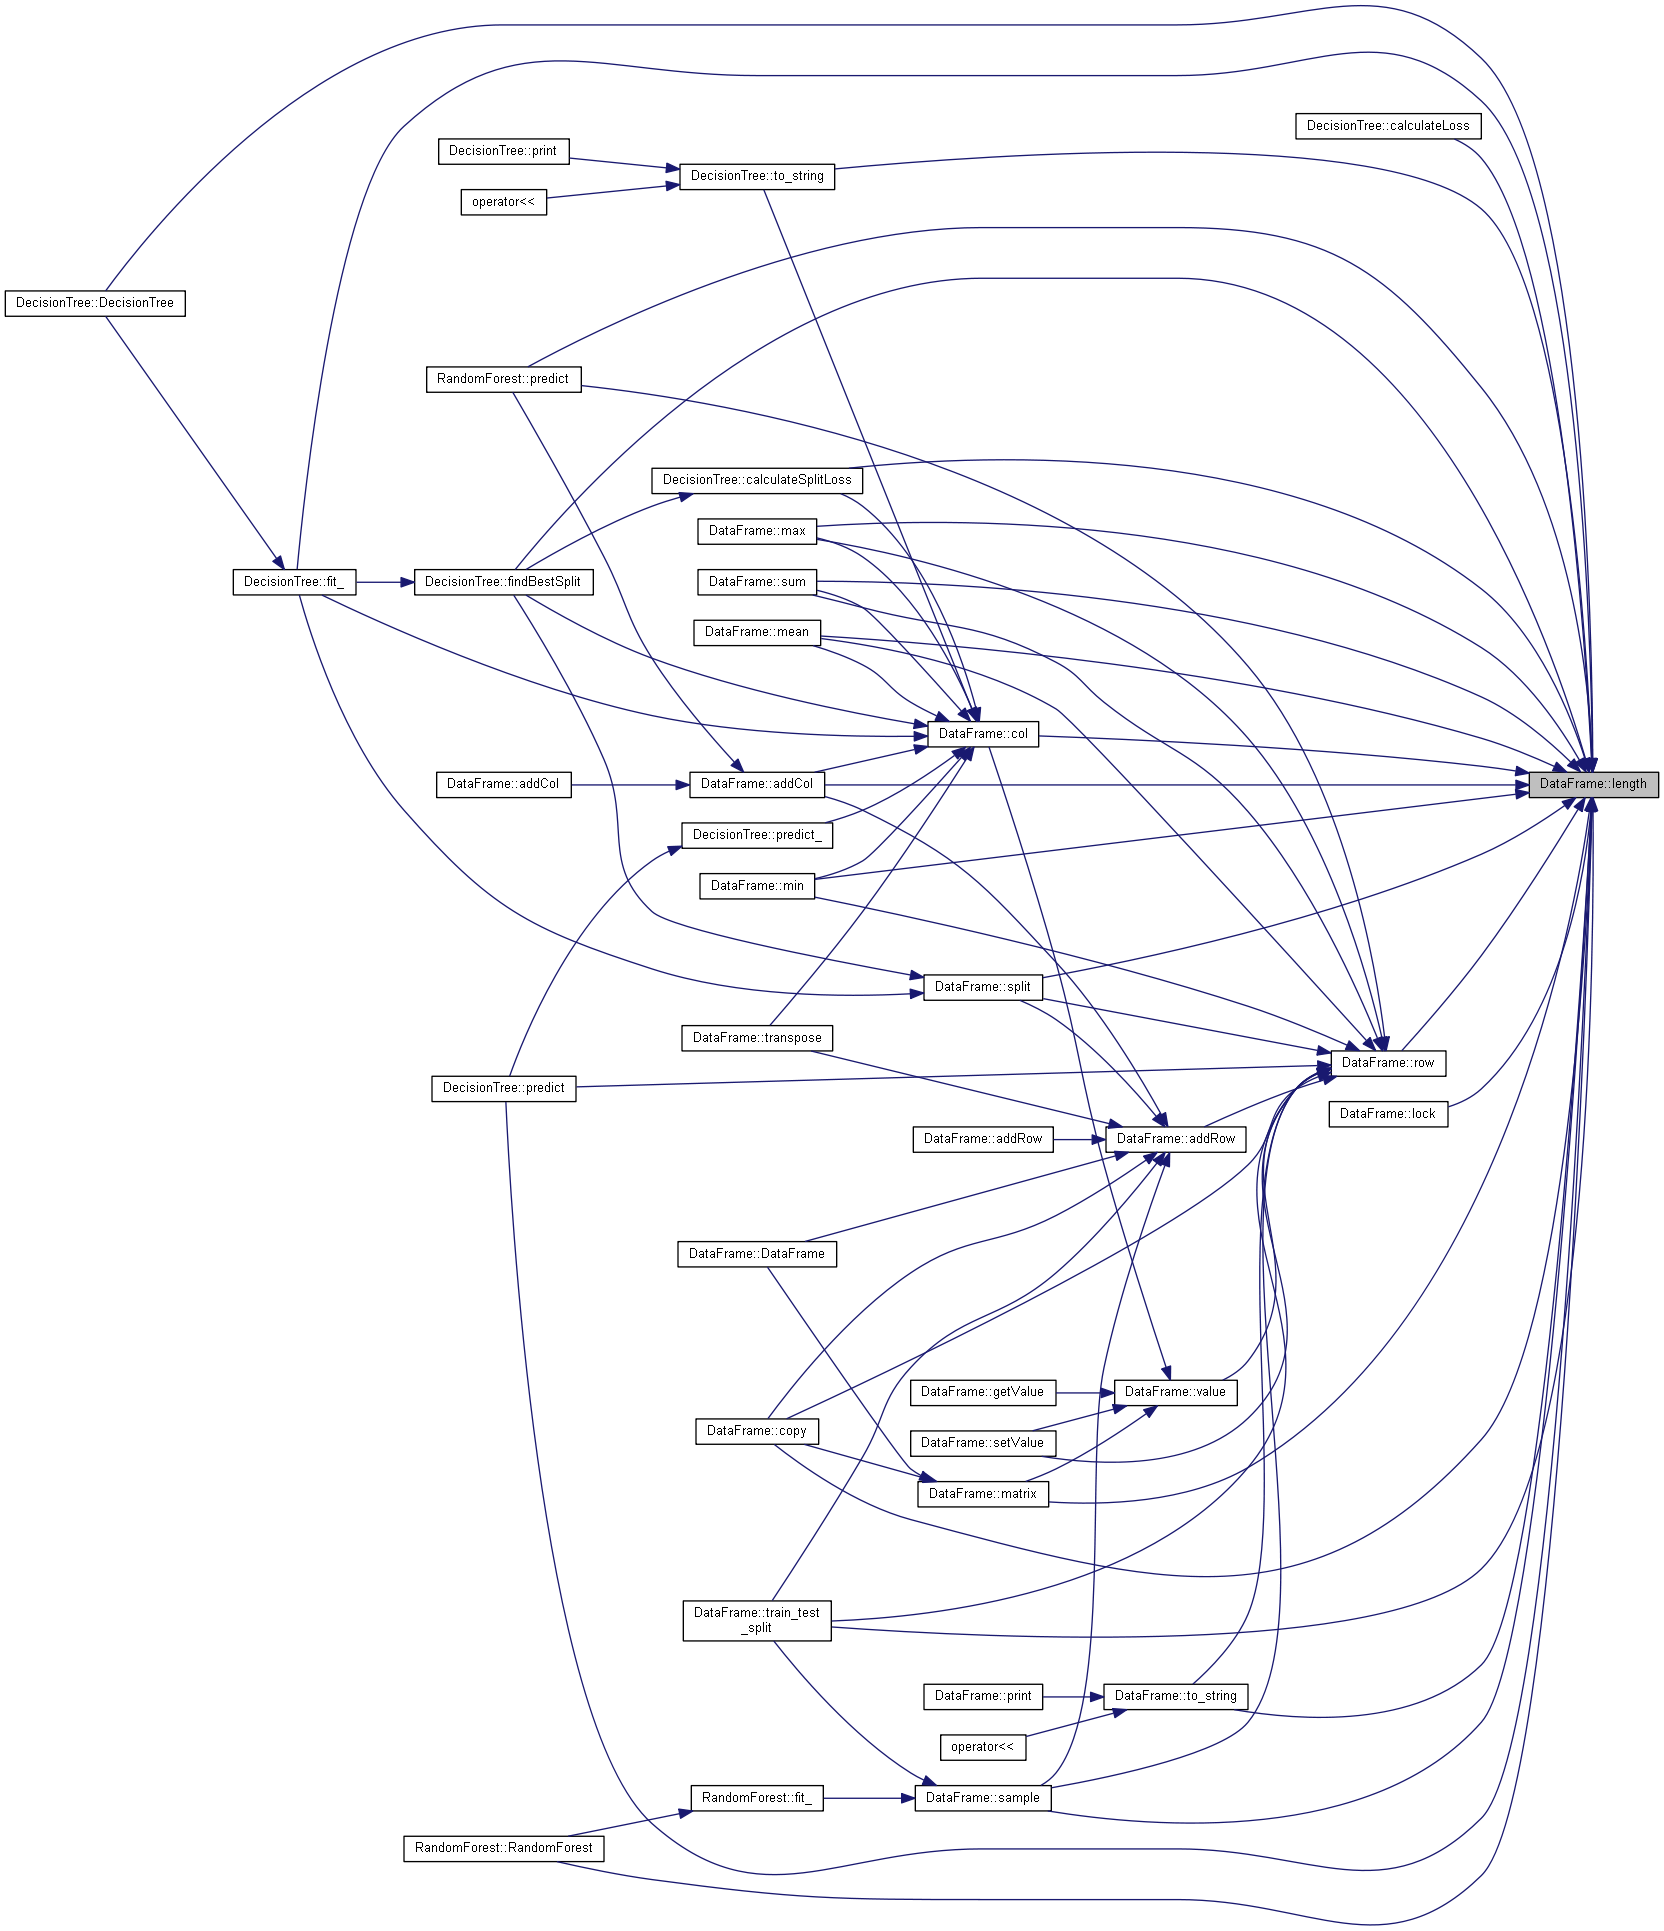 DecisionTree::calculateLoss
DecisionTree::print
DecisionTree::to_string
operator<<
DecisionTree::DecisionTree
RandomForest::predict
DecisionTree::calculateSplitLoss
DataFrame::max
DecisionTree::fit_
DecisionTree::findBestSplit
DataFrame::sum
DataFrame::mean
DataFrame::col
DataFrame::addCol
DataFrame::addCol
DataFrame::length
DecisionTree::predict_
DataFrame::min
DataFrame::split
DataFrame::transpose
DataFrame::row
DecisionTree::predict
DataFrame::lock
DataFrame::addRow
DataFrame::addRow
DataFrame::DataFrame
DataFrame::getValue
DataFrame::value
DataFrame::copy
DataFrame::setValue
DataFrame::matrix
DataFrame::train_test
_split
DataFrame::print
DataFrame::to_string
operator<<
RandomForest::fit_
DataFrame::sample
RandomForest::RandomForest